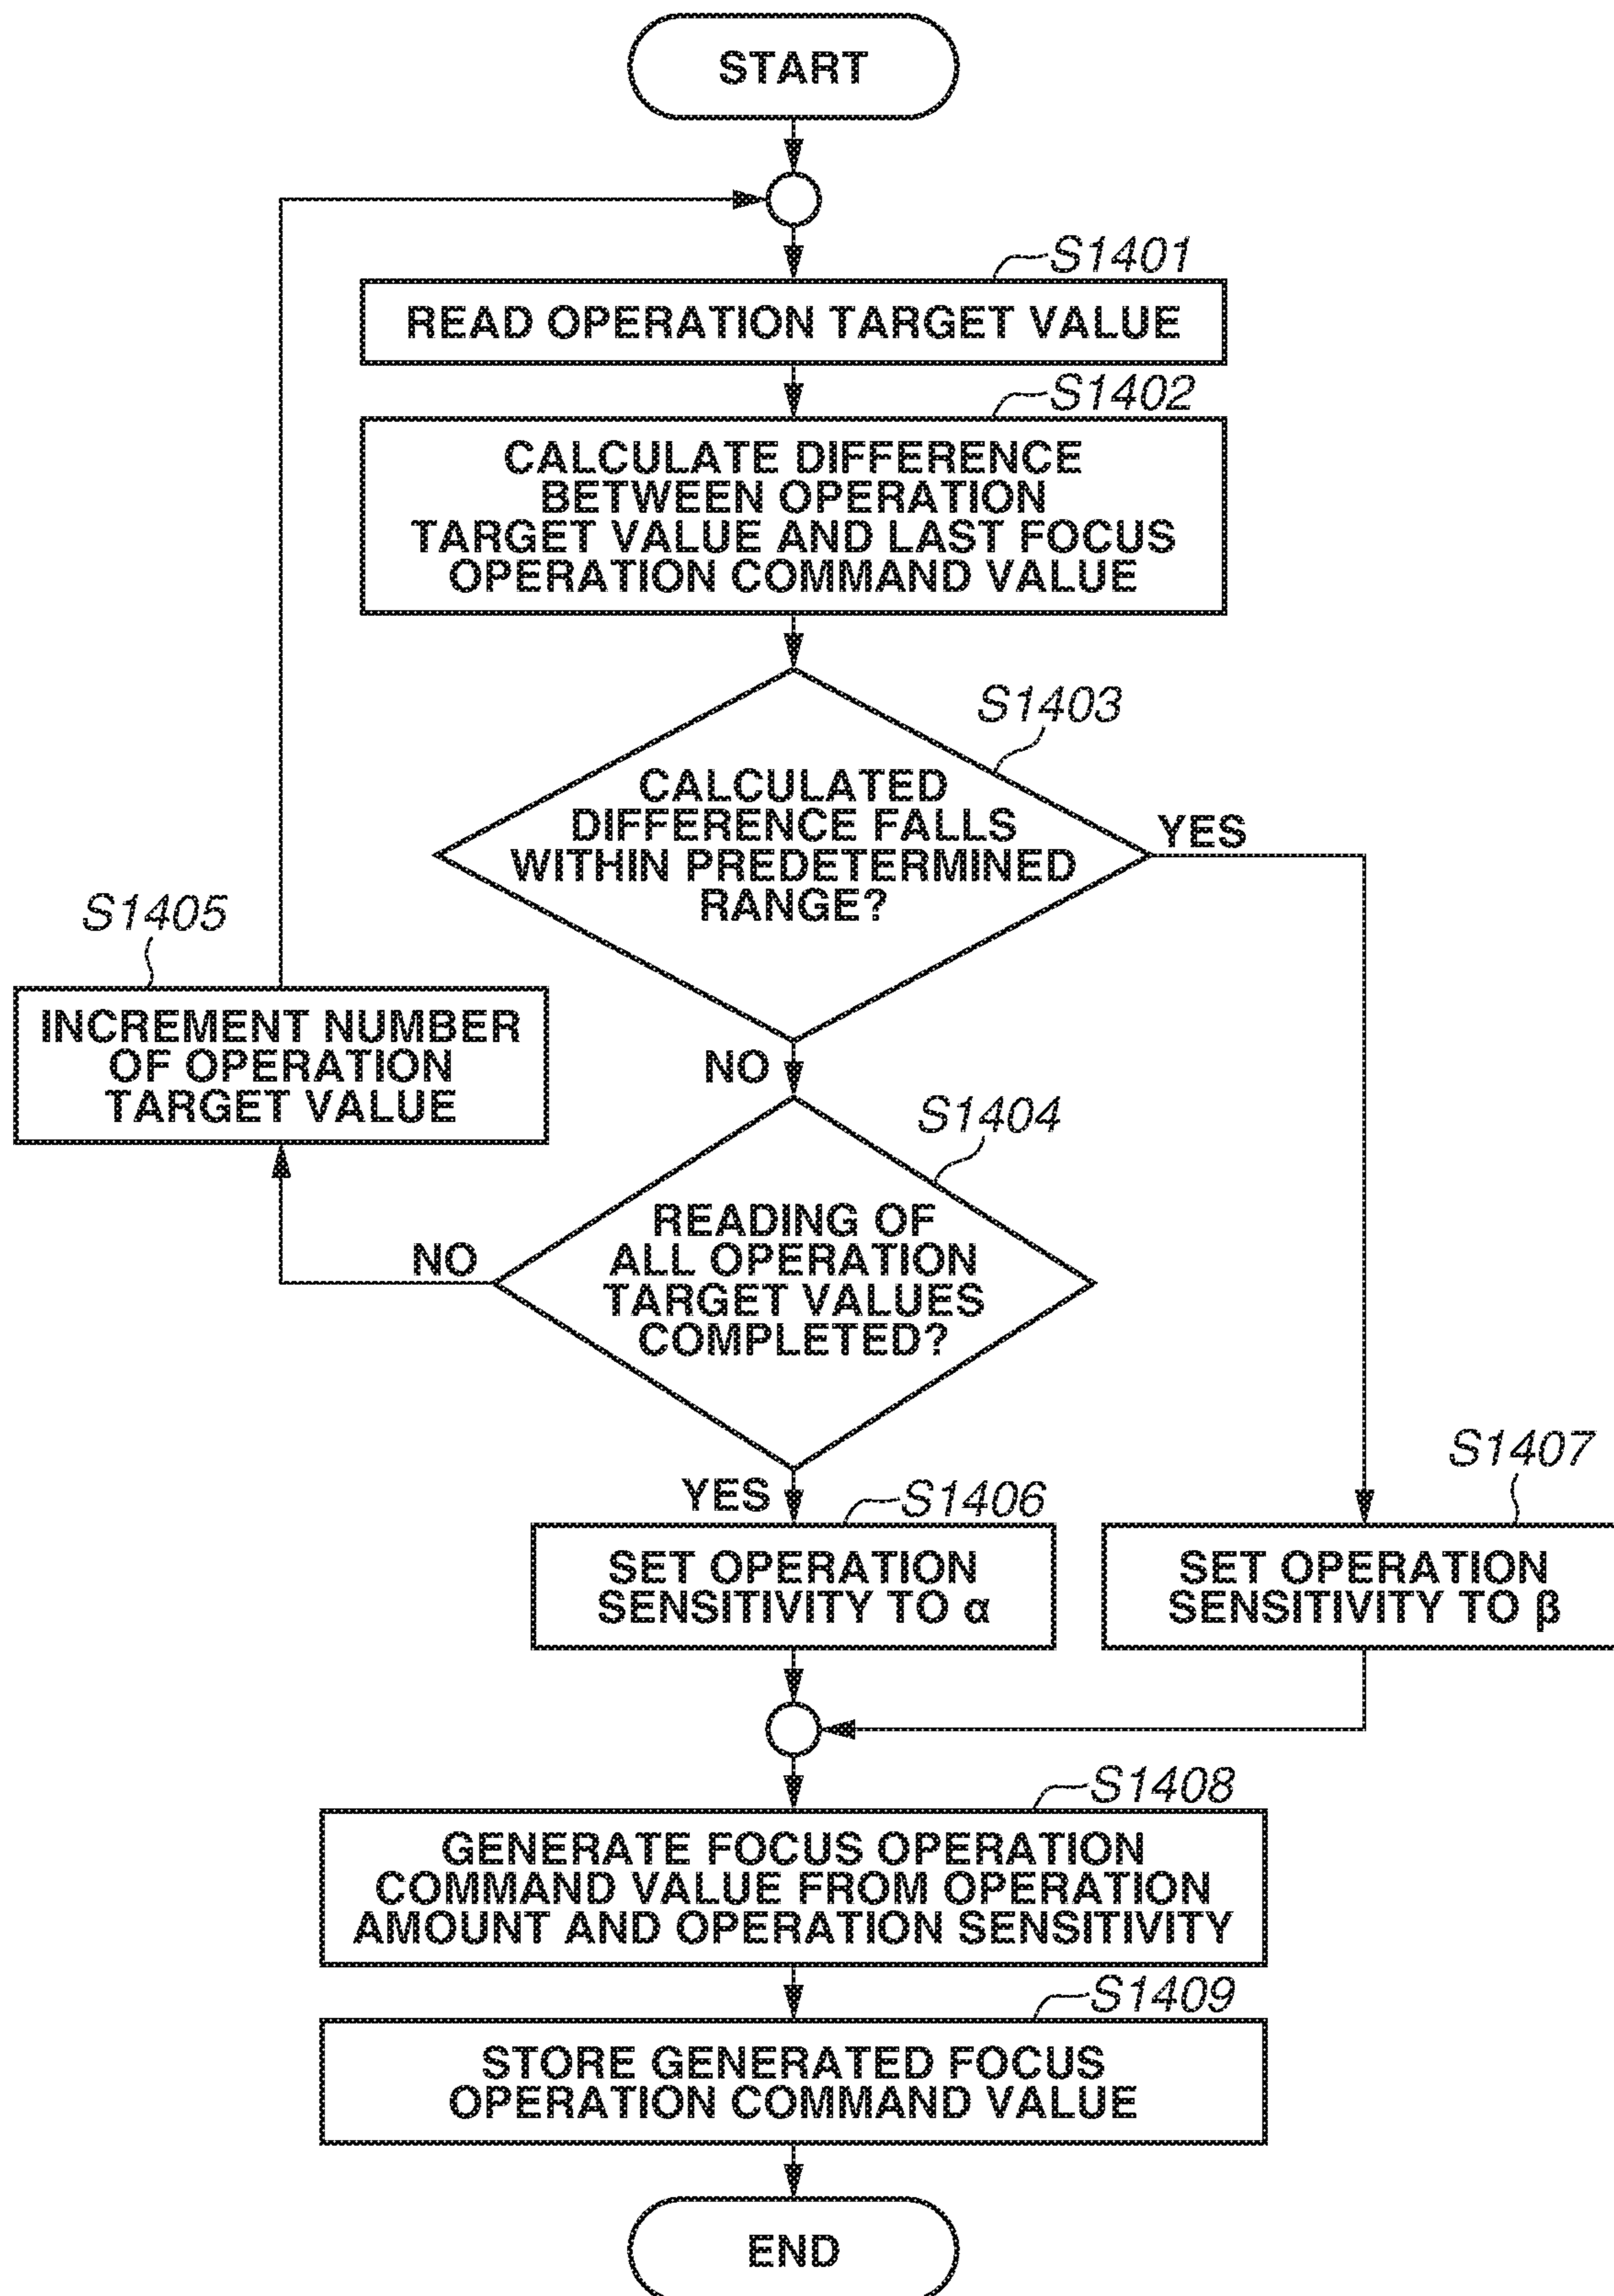 START
S1401
READ OPERATION TARGET VALUE
S1402
CALCULATE DIFFERENCE
BETWEEN OPERATION
TARGET VALUE AND LAST FOCUS
OPERATION COMMAND VALUE
S1403
CALCULATED
DIFFERENCE FALLS
WITHIN PREDETERMINED
RANGE?
YES
S1405
INCREMENT NUMBER
OF OPERATION
TARGET VALUE
NO
S1404
READING OF
ALL OPERATION
TARGET VALUES
COMPLETED?
NO
YES
S1406
SET OPERATION
SENSITIVITY TO α
S1407
SET OPERATION
SENSITIVITY TO β
S1408
GENERATE FOCUS OPERATION
COMMAND VALUE FROM OPERATION
AMOUNT AND OPERATION SENSITIVITY
S1409
STORE GENERATED FOCUS
OPERATION COMMAND VALUE
END